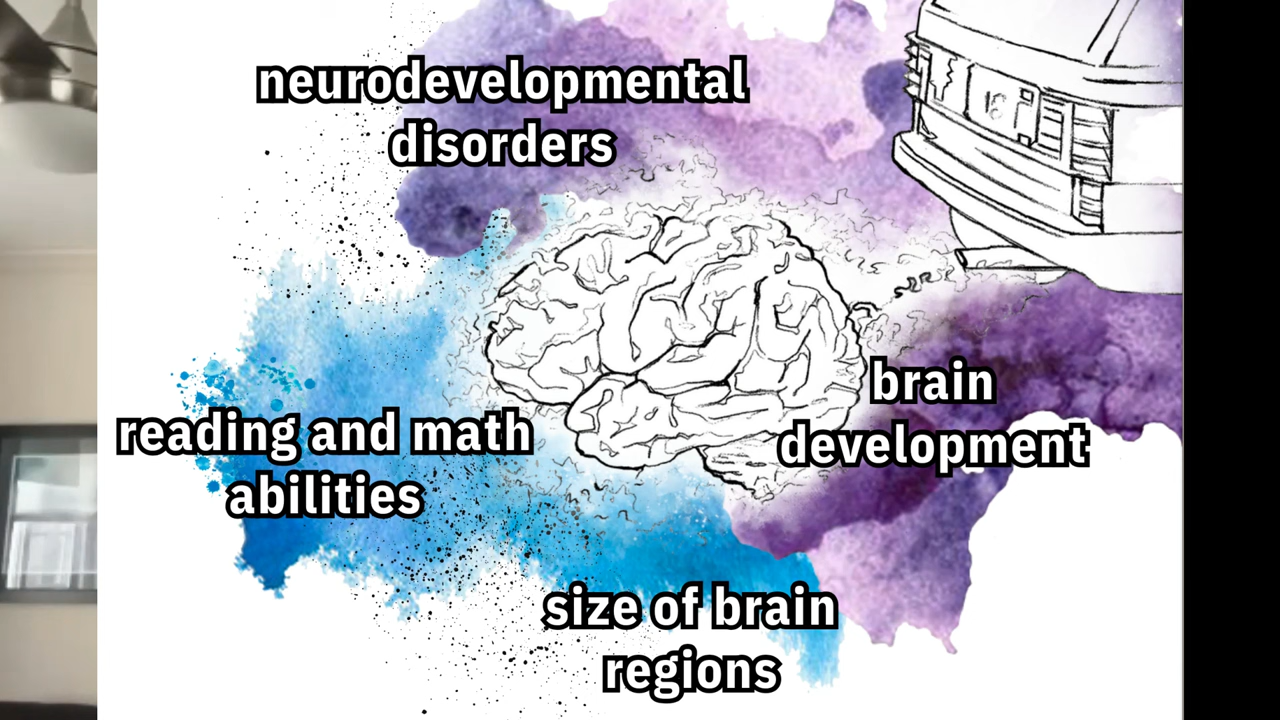 neurodevelopmental
disorders
reading and math
abilities
brain
development
size of brain
regions